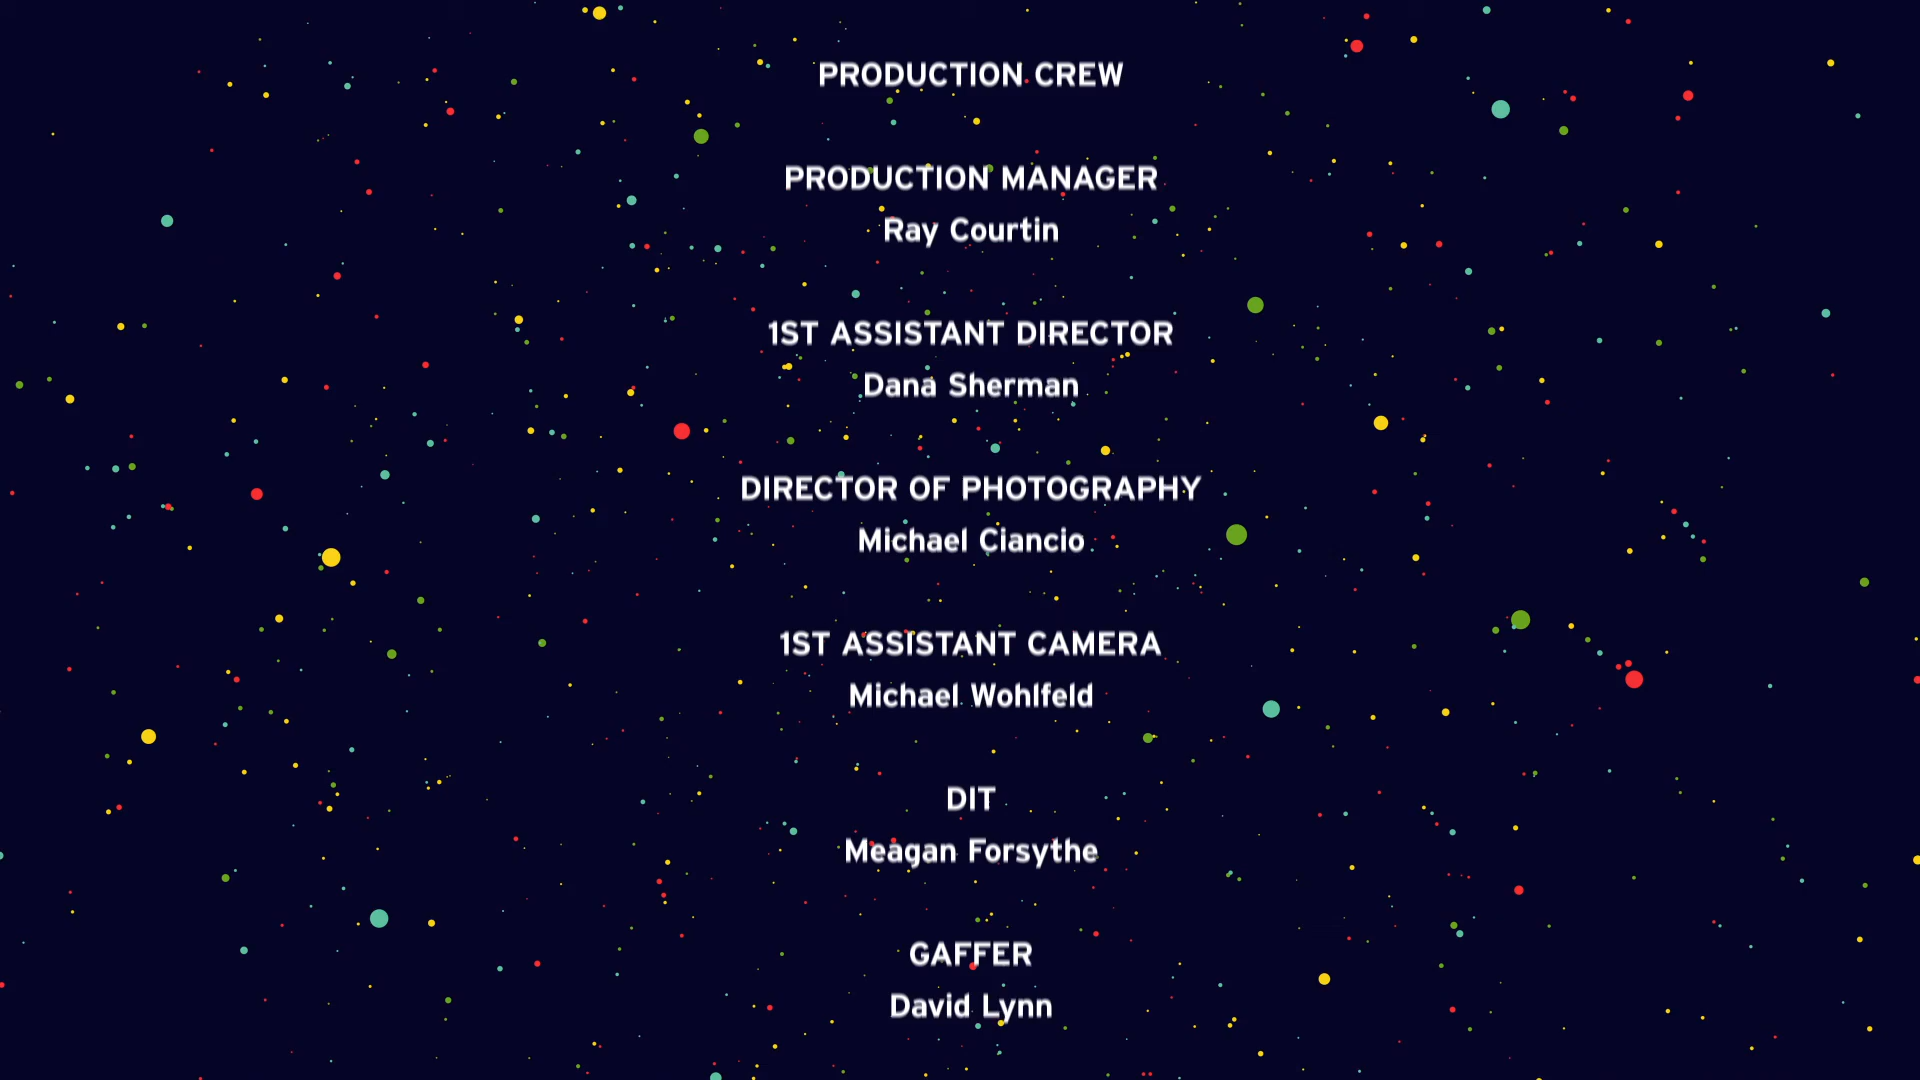 PRODUCTION CREW
PRODUCTION MANAGER
Ray Courtin
1ST ASSISTANT DIRECTOR
Dana Sherman
DIRECTOR OF PHOTOGRAPHY
Michael Ciancio
1ST ASSISTANT CAMERA
Michael Wohlfeld
DIT
Meagan Forsythe
GAFFER
David Lynn